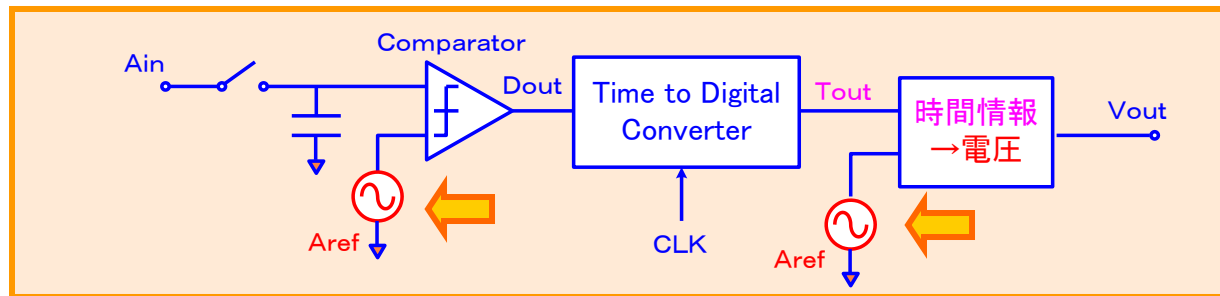 Comparator
Ain
Dout
Time to Digital
Converter
Tout
時間情報
→電圧
Vout
Aref
CLK
Aref